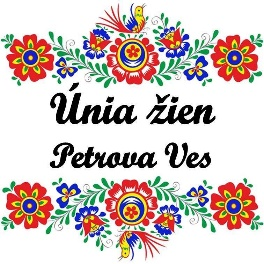 Únia žien
Petrova Ves